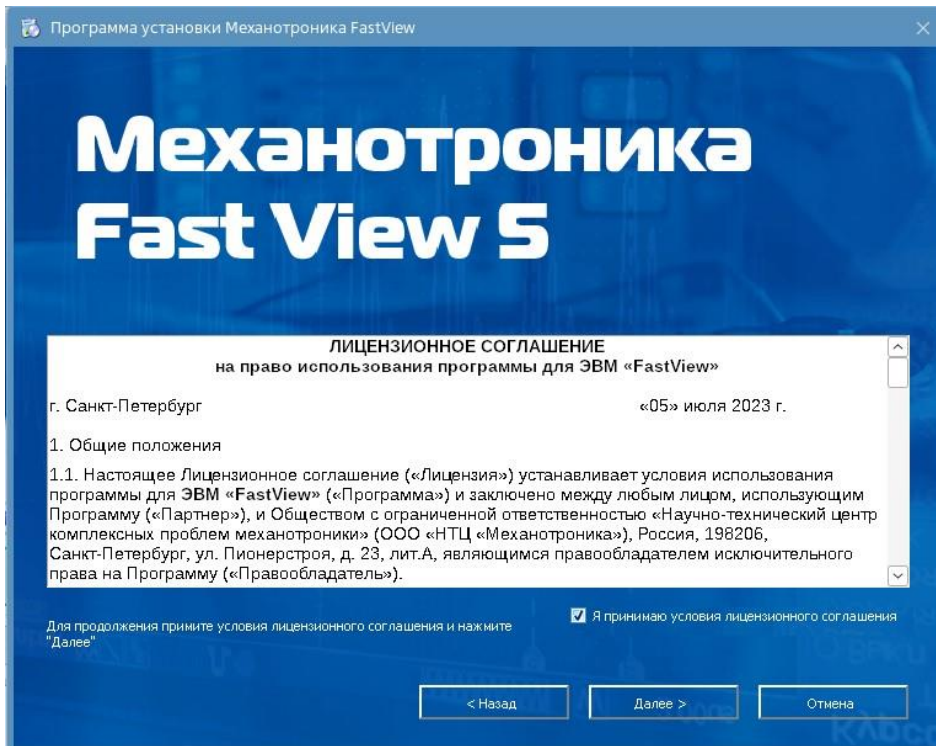 Программа установки Механотроника FastView
Механотроника
Fast View 5
ЛИЦЕНЗИОННОЕ СОГЛАШЕНИЕ
на право использования программы для ЭВМ «FastView»
г. Санкт-Петербург «05» июля 2023 г.
1. Общие положения
1.1. Настоящее Лицензионное соглашение («Лицензия») устанавливает условия использования
программы для ЭВМ «FastView» («Программа») и заключено между любым лицом, использующим
Программу («Партнер»), и Обществом с ограниченной ответственностью «Научно-технический центр
комплексных проблем механотроники» (ООО «НТЦ «Механотроника»), Россия, 198206,
Санкт-Петербург, ул. Пионерстроя, д. 23, лит.А, являющимся правообладателем исключительного
права на Программу («Правообладатель»).
Для продолжения примите условия лицензионного соглашения и нажмите
"Далее"
Я принимаю условия лицензионного соглашения
< Назад
Далее >
Отмена